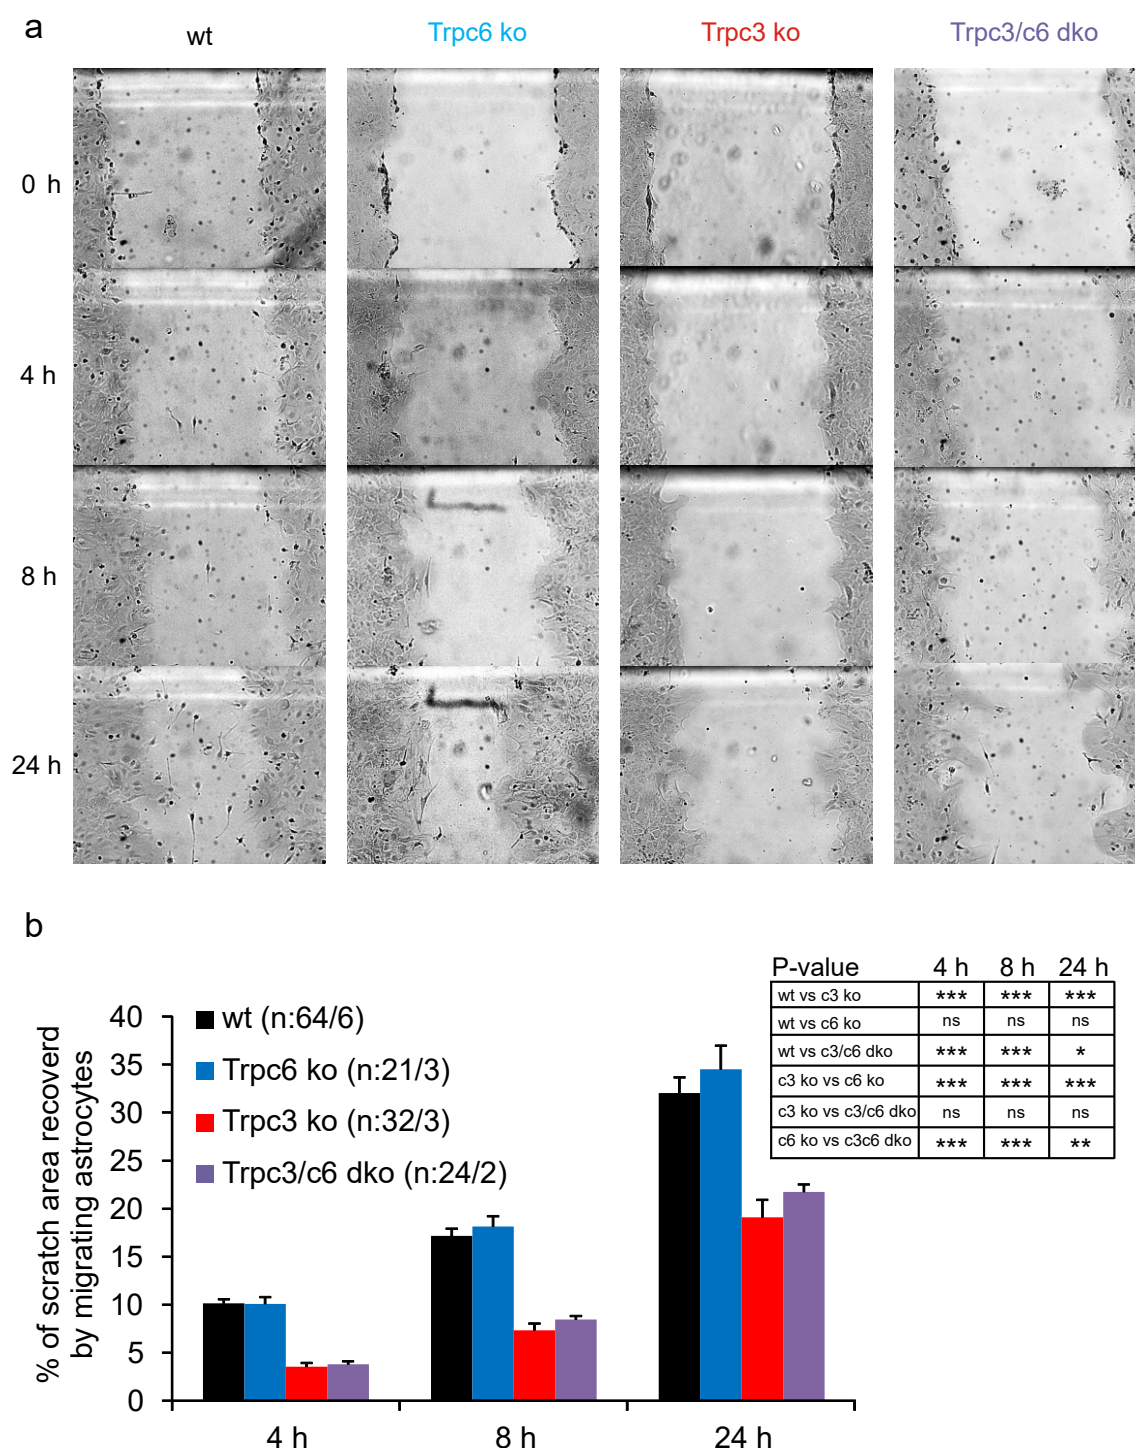 a
wt
Trpc6 ko
Trpc3 ko
Trpc3/c6 dko
0 h
4 h
8 h
24 h
b
% of scratch area recoverd
by migrating astrocytes
40
35
30
25
20
15
10
5
0
wt (n:64/6)
Trpc6 ko (n:21/3)
Trpc3 ko (n:32/3)
Trpc3/c6 dko (n:24/2)
4 h
8 h
24 h
P-value 4 h 8 h 24 h
wt vs c3 ko *** *** ***
wt vs c6 ko ns ns ns
wt vs c3/c6 dko *** *** *
c3 ko vs c6 ko *** *** ***
c3 ko vs c3/c6 dko ns ns ns
c6 ko vs c3c6 dko *** *** **